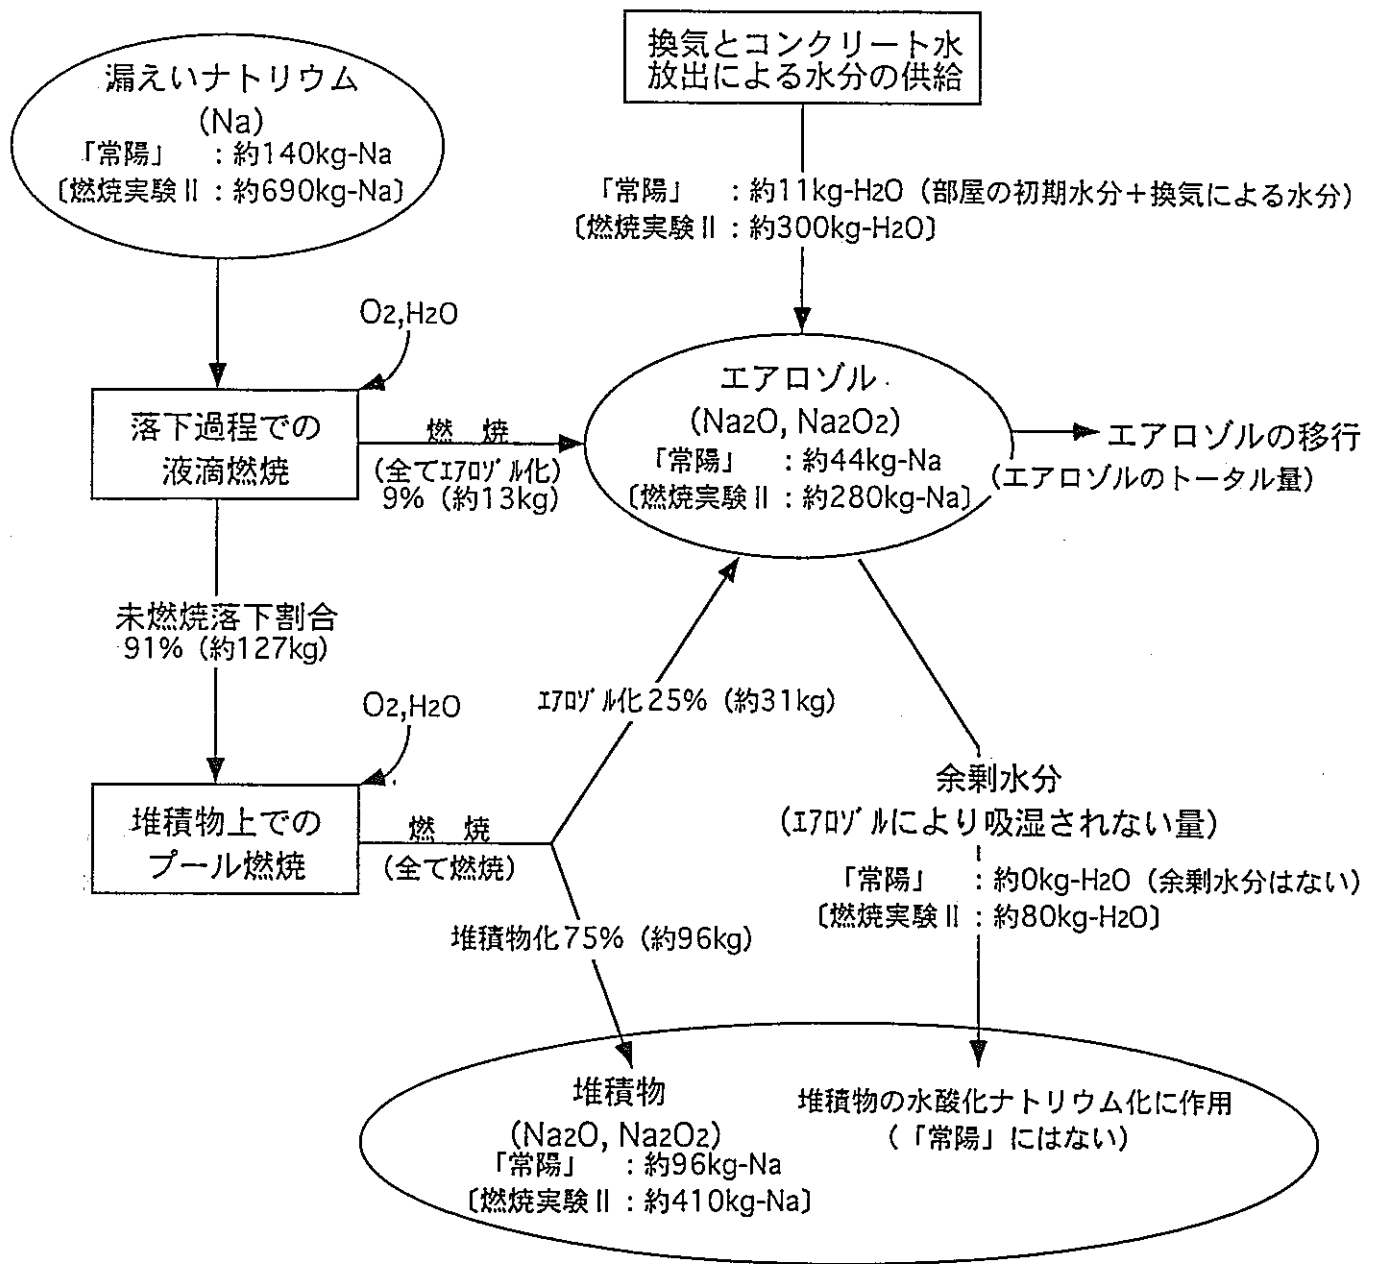 漏えいナトリウム
(Na)
「常陽」　：約140kg-Na
〔燃焼実験Ⅱ：約690kg-Na〕
換気とコンクリート水
放出による水分の供給
「常陽」　：約11kg-H2O（部屋の初期水分＋換気による水分）
〔燃焼実験Ⅱ：約300kg-H2O〕
O2,H2O
落下過程での
液滴燃焼
燃　焼
(全てｴｱﾛｿﾞﾙ化)
9%（約13kg）
エアロゾル
(Na2O, Na2O2)
「常陽」　：約44kg-Na
〔燃焼実験Ⅱ：約280kg-Na〕
エアロゾルの移行
(エアロゾルのトータル量)
未燃焼落下割合
91%（約127kg）
O2,H2O
堆積物上での
プール燃焼
燃　焼
(全て燃焼)
ｴｱﾛｿﾞﾙ化25%（約31kg）
堆積物化75%（約96kg）
余剰水分
(ｴｱﾛｿﾞﾙにより吸湿されない量)
「常陽」　：約0kg-H2O（余剰水分はない）
〔燃焼実験Ⅱ：約80kg-H2O〕
堆積物
(Na2O, Na2O2)
「常陽」　：約96kg-Na
〔燃焼実験Ⅱ：約410kg-Na〕
堆積物の水酸化ナトリウム化に作用
（「常陽」にはない）